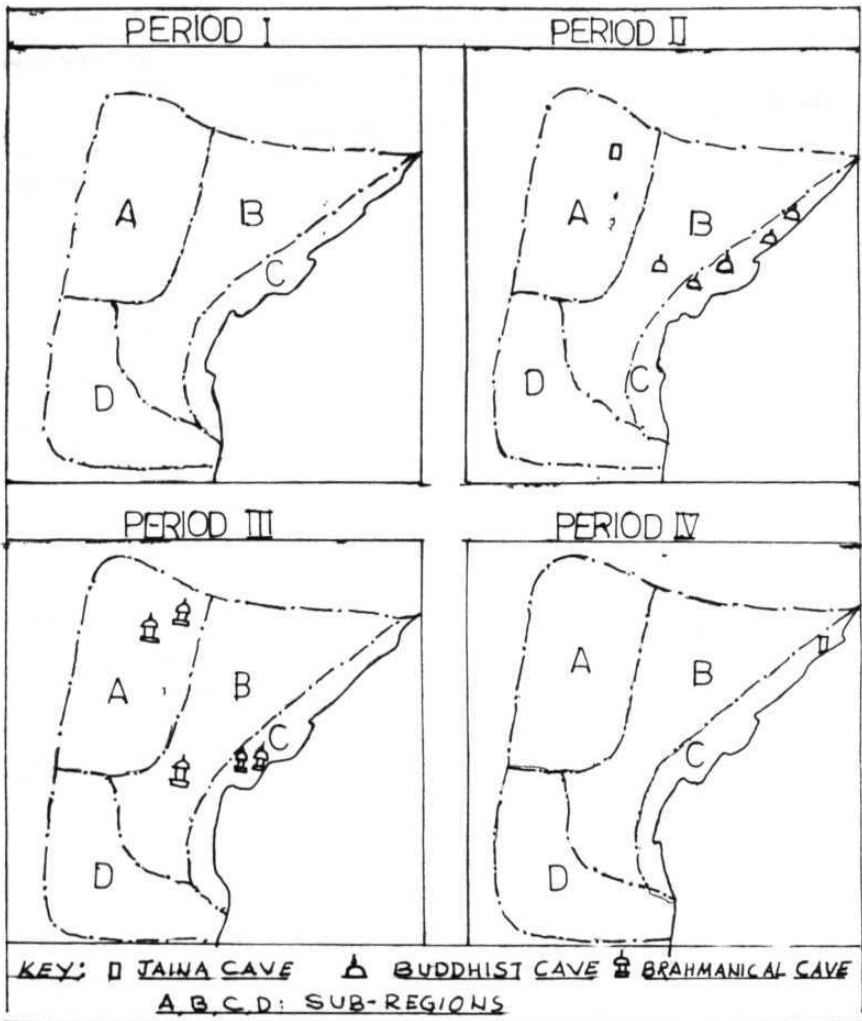 PERIOD I
PERIOD II
A
B
C
D
A
B
C
D
PERIOD III
PERIOD IV
A
B
C
D
A
B
C
D
KEY: JAINA CAVE BUDDHIST CAVE BRAHMANICAL CAVE
A, B, C, D: SUB-REGIONS